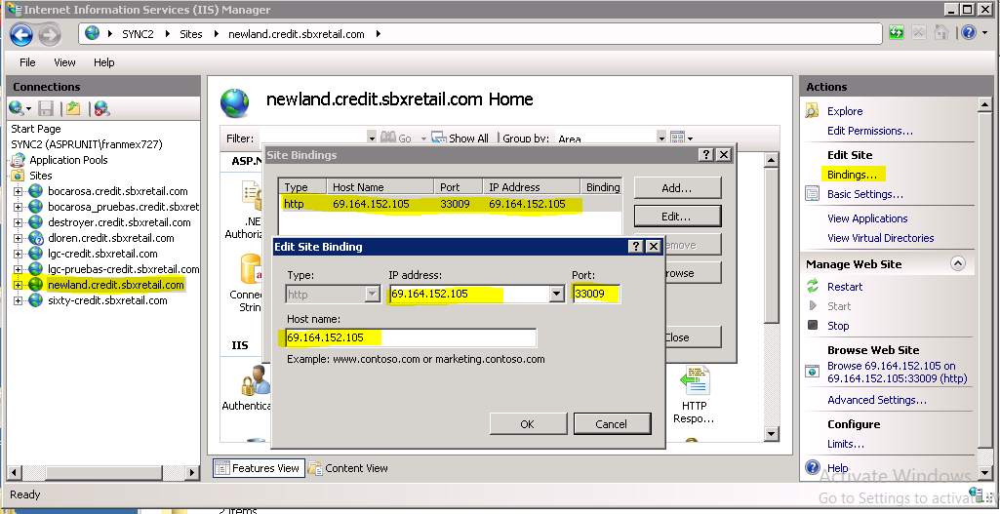 Internet Information Services (IIS) Manager
SYNC2 Sites newland.credit.sbxretail.com
File View Help
Connections
Start Page
SYNC2 (ASPRUNIT\franmex727)
Application Pools
Sites
bocarosa.credit.sbxretail.com
bocarosa_pruebas.credit.sbxret
destroyer.credit.sbxretail.com
dloren.credit.sbxretail.com
lgc-credit.sbxretail.com
lgc-pruebas-credit.sbxretail.com
newland.credit.sbxretail.com
sixty-credit.sbxretail.com
newland.credit.sbxretail.com Home
Filter: Go Show All Group by: Area
ASP.N
.NE
Authoriza
Connec
Strin
IIS
Authentica
HTTP
Respo...
Site Bindings
Type Host Name Port IP Address Binding
http 69.164.152.105 33009 69.164.152.105
Add...
Edit...
emove
rowse
Close
Edit Site Binding
Type: IP address: Port:
http 69.164.152.105 33009
Host name:
69.164.152.105
Example: www.contoso.com or marketing.contoso.com
OK Cancel
Features View Content View
Actions
Explore
Edit Permissions...
Edit Site
Bindings...
Basic Settings...
View Applications
View Virtual Directories
Manage Web Site
Restart
Start
Stop
Browse Web Site
Browse 69.164.152.105 on
69.164.152.105:33009 (http)
Advanced Settings...
Configure
Limits...
Help
Activate Windows
Go to Settings to activate
Ready
2 items